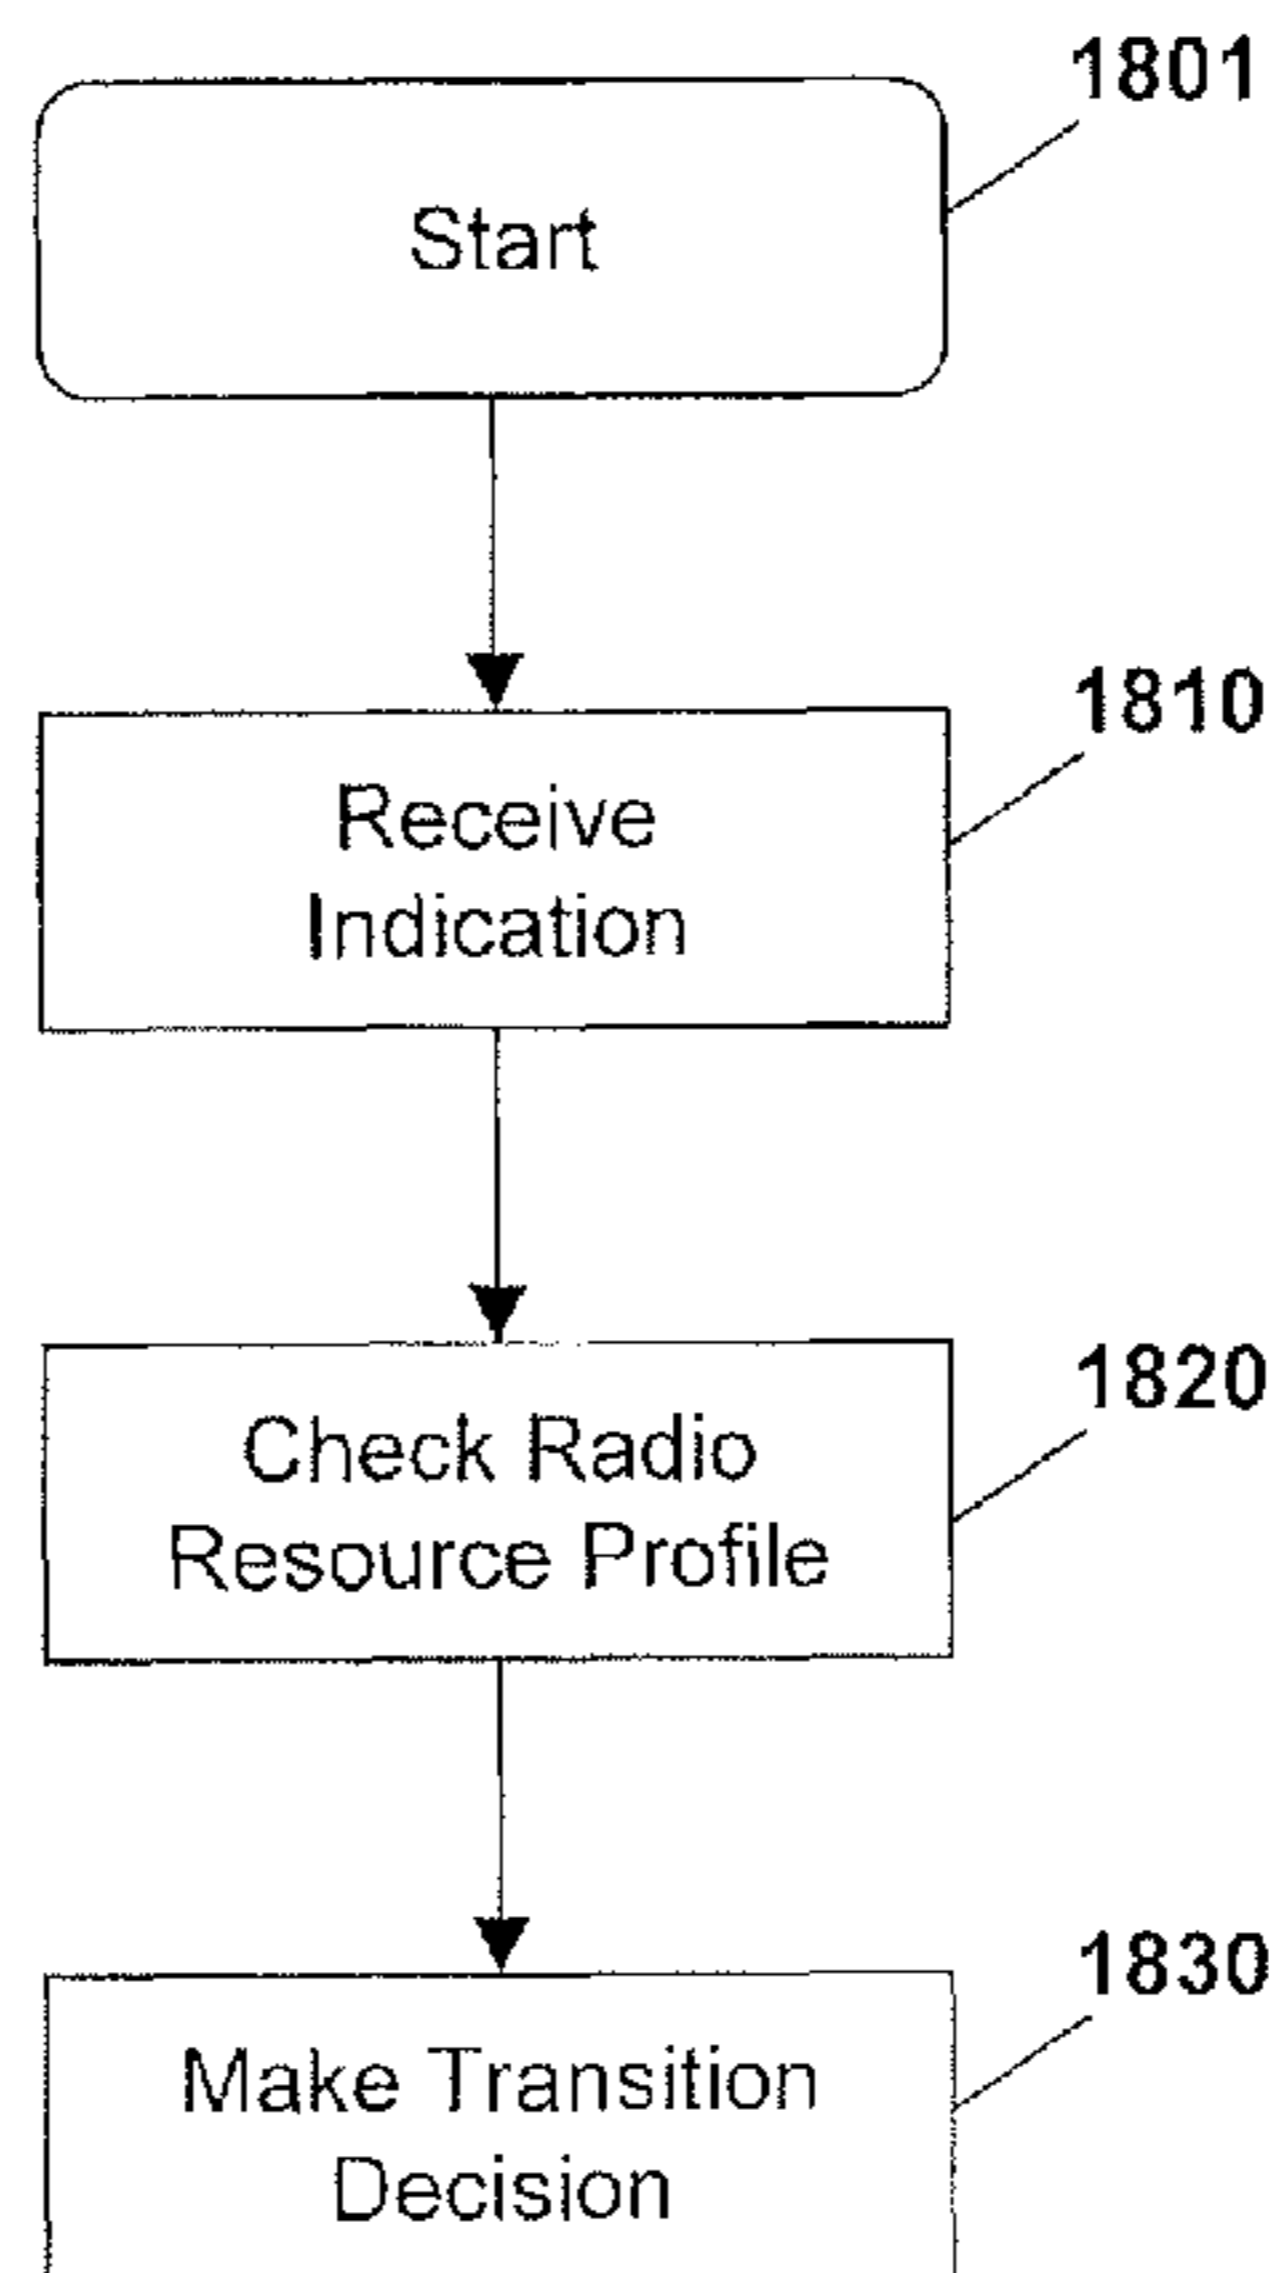 1801
Start
1810
Receive
Indication
1820
Check Radio
Resource Profile
1830
Make Transition
Decision